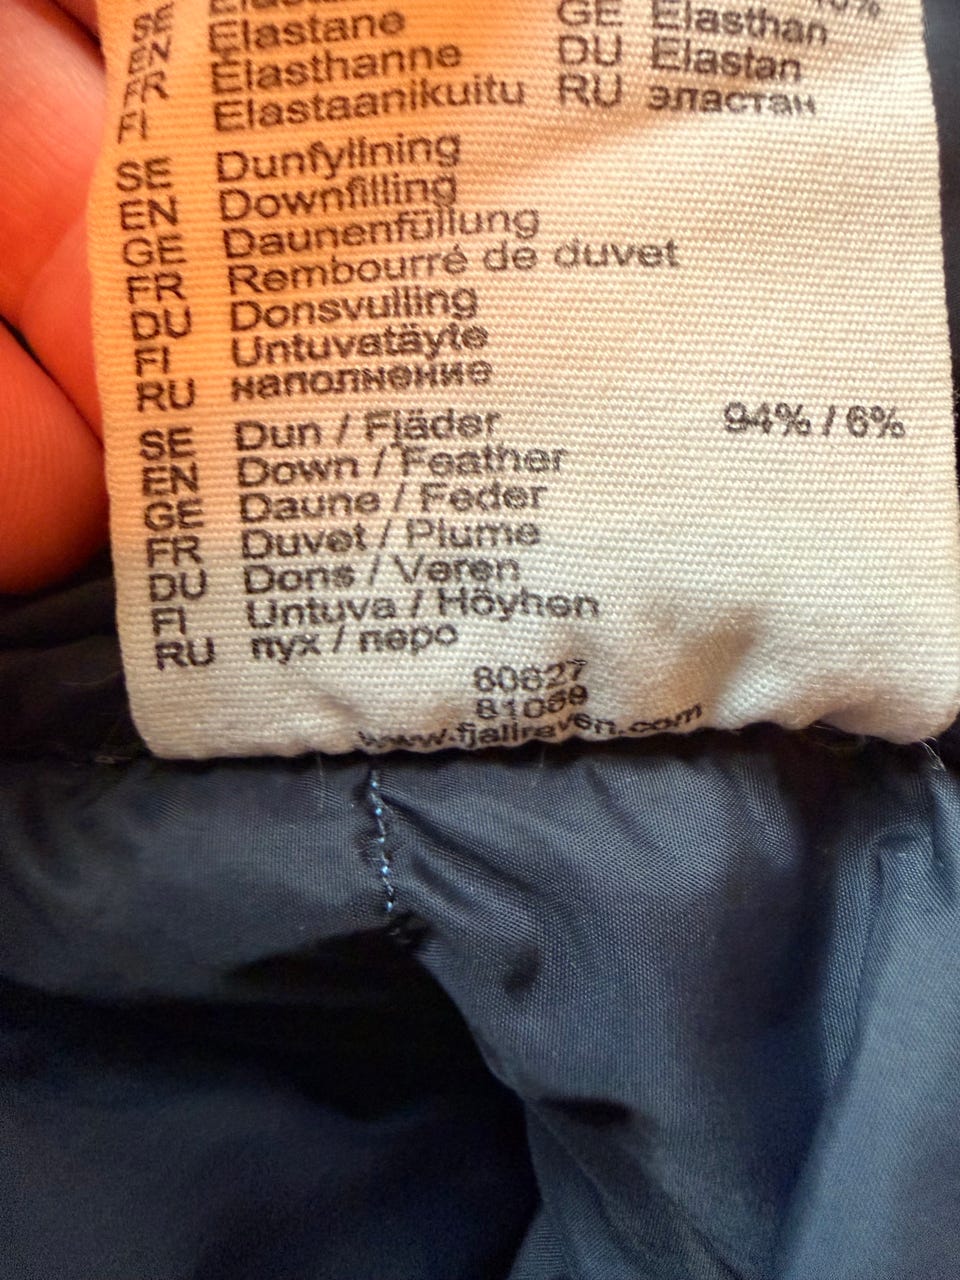 SE Elastane GE Elasthan
EN Elasthanne DU Elastan
FR Elastaanikuitu RU эластан
FI
SE Dunfyllning
EN Downfilling
GE Daunenfüllung
FR Rembourré de duvet
DU Donsvulling
FI Untuvatäyte
RU наполнение
SE Dun / Fjäder 94% / 6%
EN Down / Feather
GE Daune / Feder
FR Duvet / Plume
DU Dons / Veren
FI Untuva / Höyhen
RU пух / перо
80627
81069
www.fjallraven.com